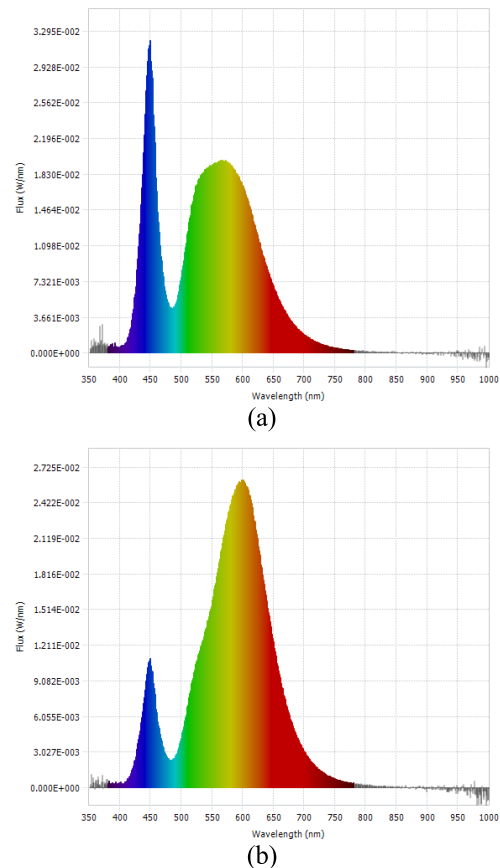 3.295E-002
2.928E-002
2.562E-002
2.196E-002
1.830E-002
1.464E-002
1.098E-002
7.321E-003
3.661E-003
0.000E+000
Flux (W/nm)
350 400 450 500 550 600 650 700 750 800 850 900 950 1000
Wavelength (nm)
(a)
2.725E-002
2.422E-002
2.119E-002
1.816E-002
1.514E-002
1.211E-002
9.082E-003
6.055E-003
3.027E-003
0.000E+000
Flux (W/nm)
350 400 450 500 550 600 650 700 750 800 850 900 950 1000
Wavelength (nm)
(b)